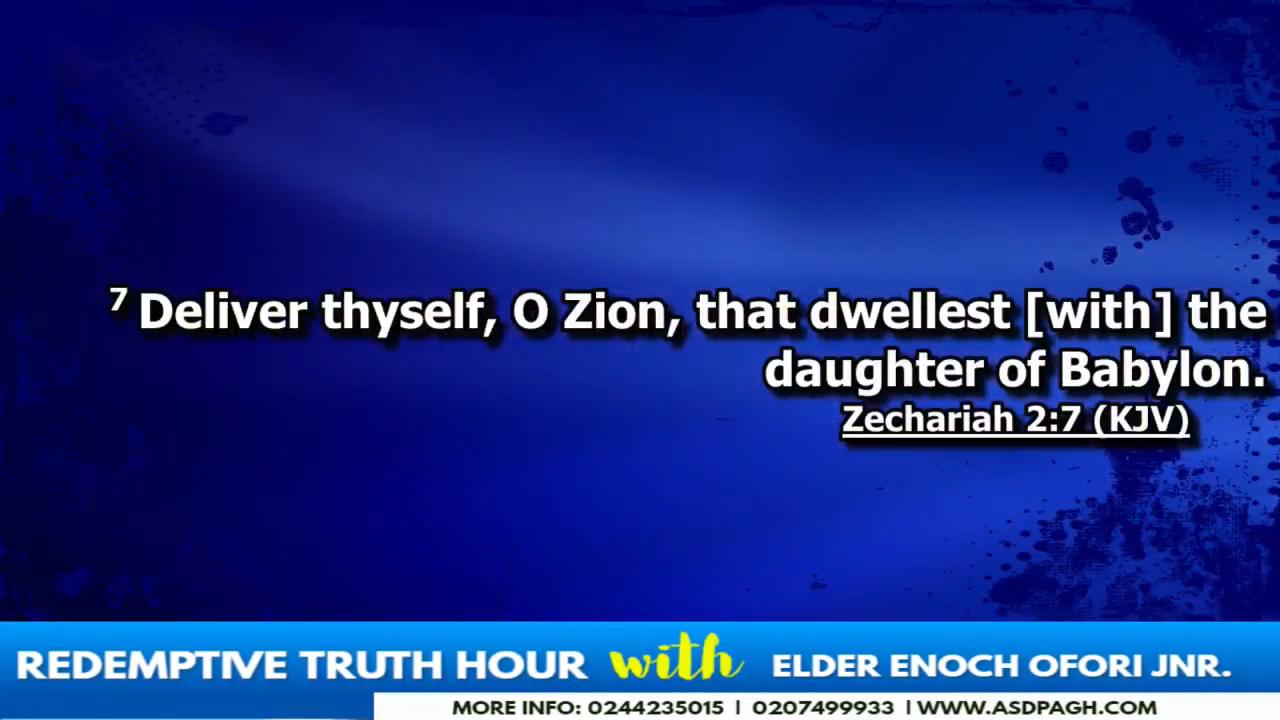 7 Deliver thyself, O Zion, that dwellest [with] the
daughter of Babylon.
Zechariah 2:7 (KJV)
REDEMPTIVE TRUTH HOUR with ELDER ENOCH OFORI JNR.
MORE INFO: 0244235015 | 0207499933 | WWW.ASDPAGH.COM